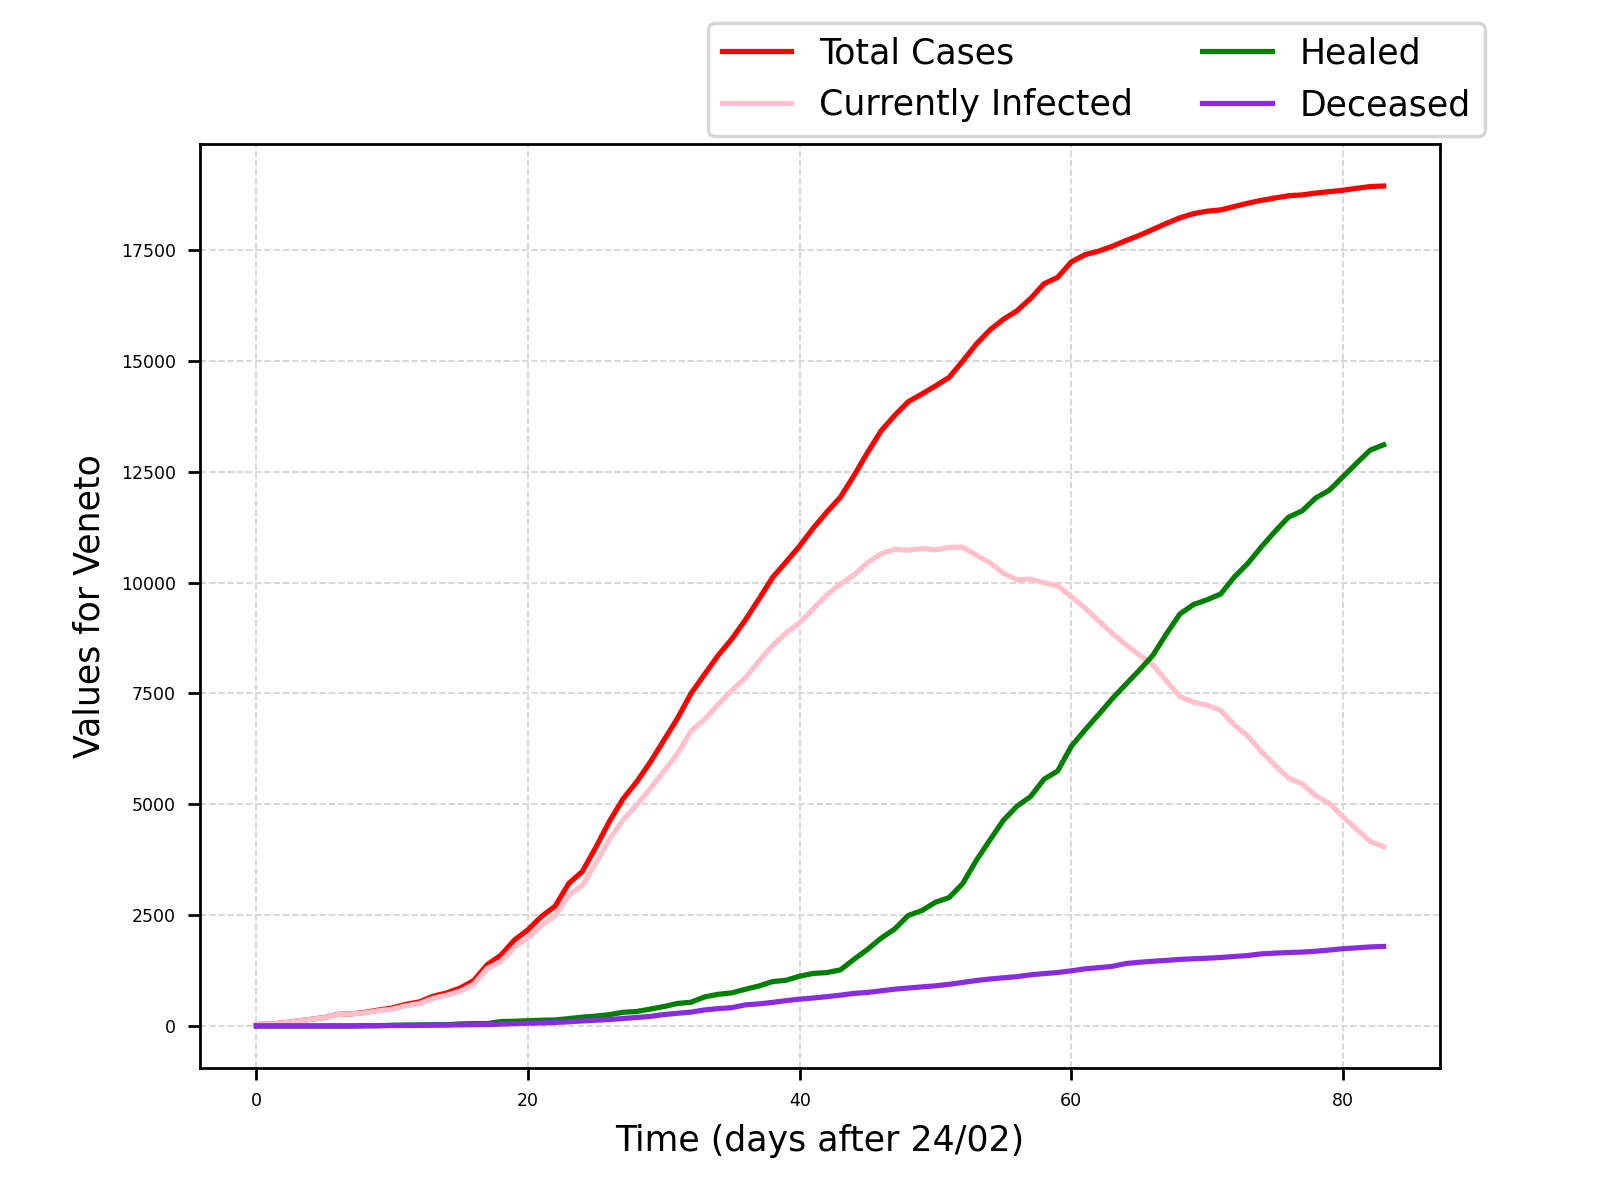 Total Cases
Currently Infected
Healed
Deceased
Values for Veneto
17500
15000
12500
10000
7500
5000
2500
0
0 20 40 60 80
Time (days after 24/02)